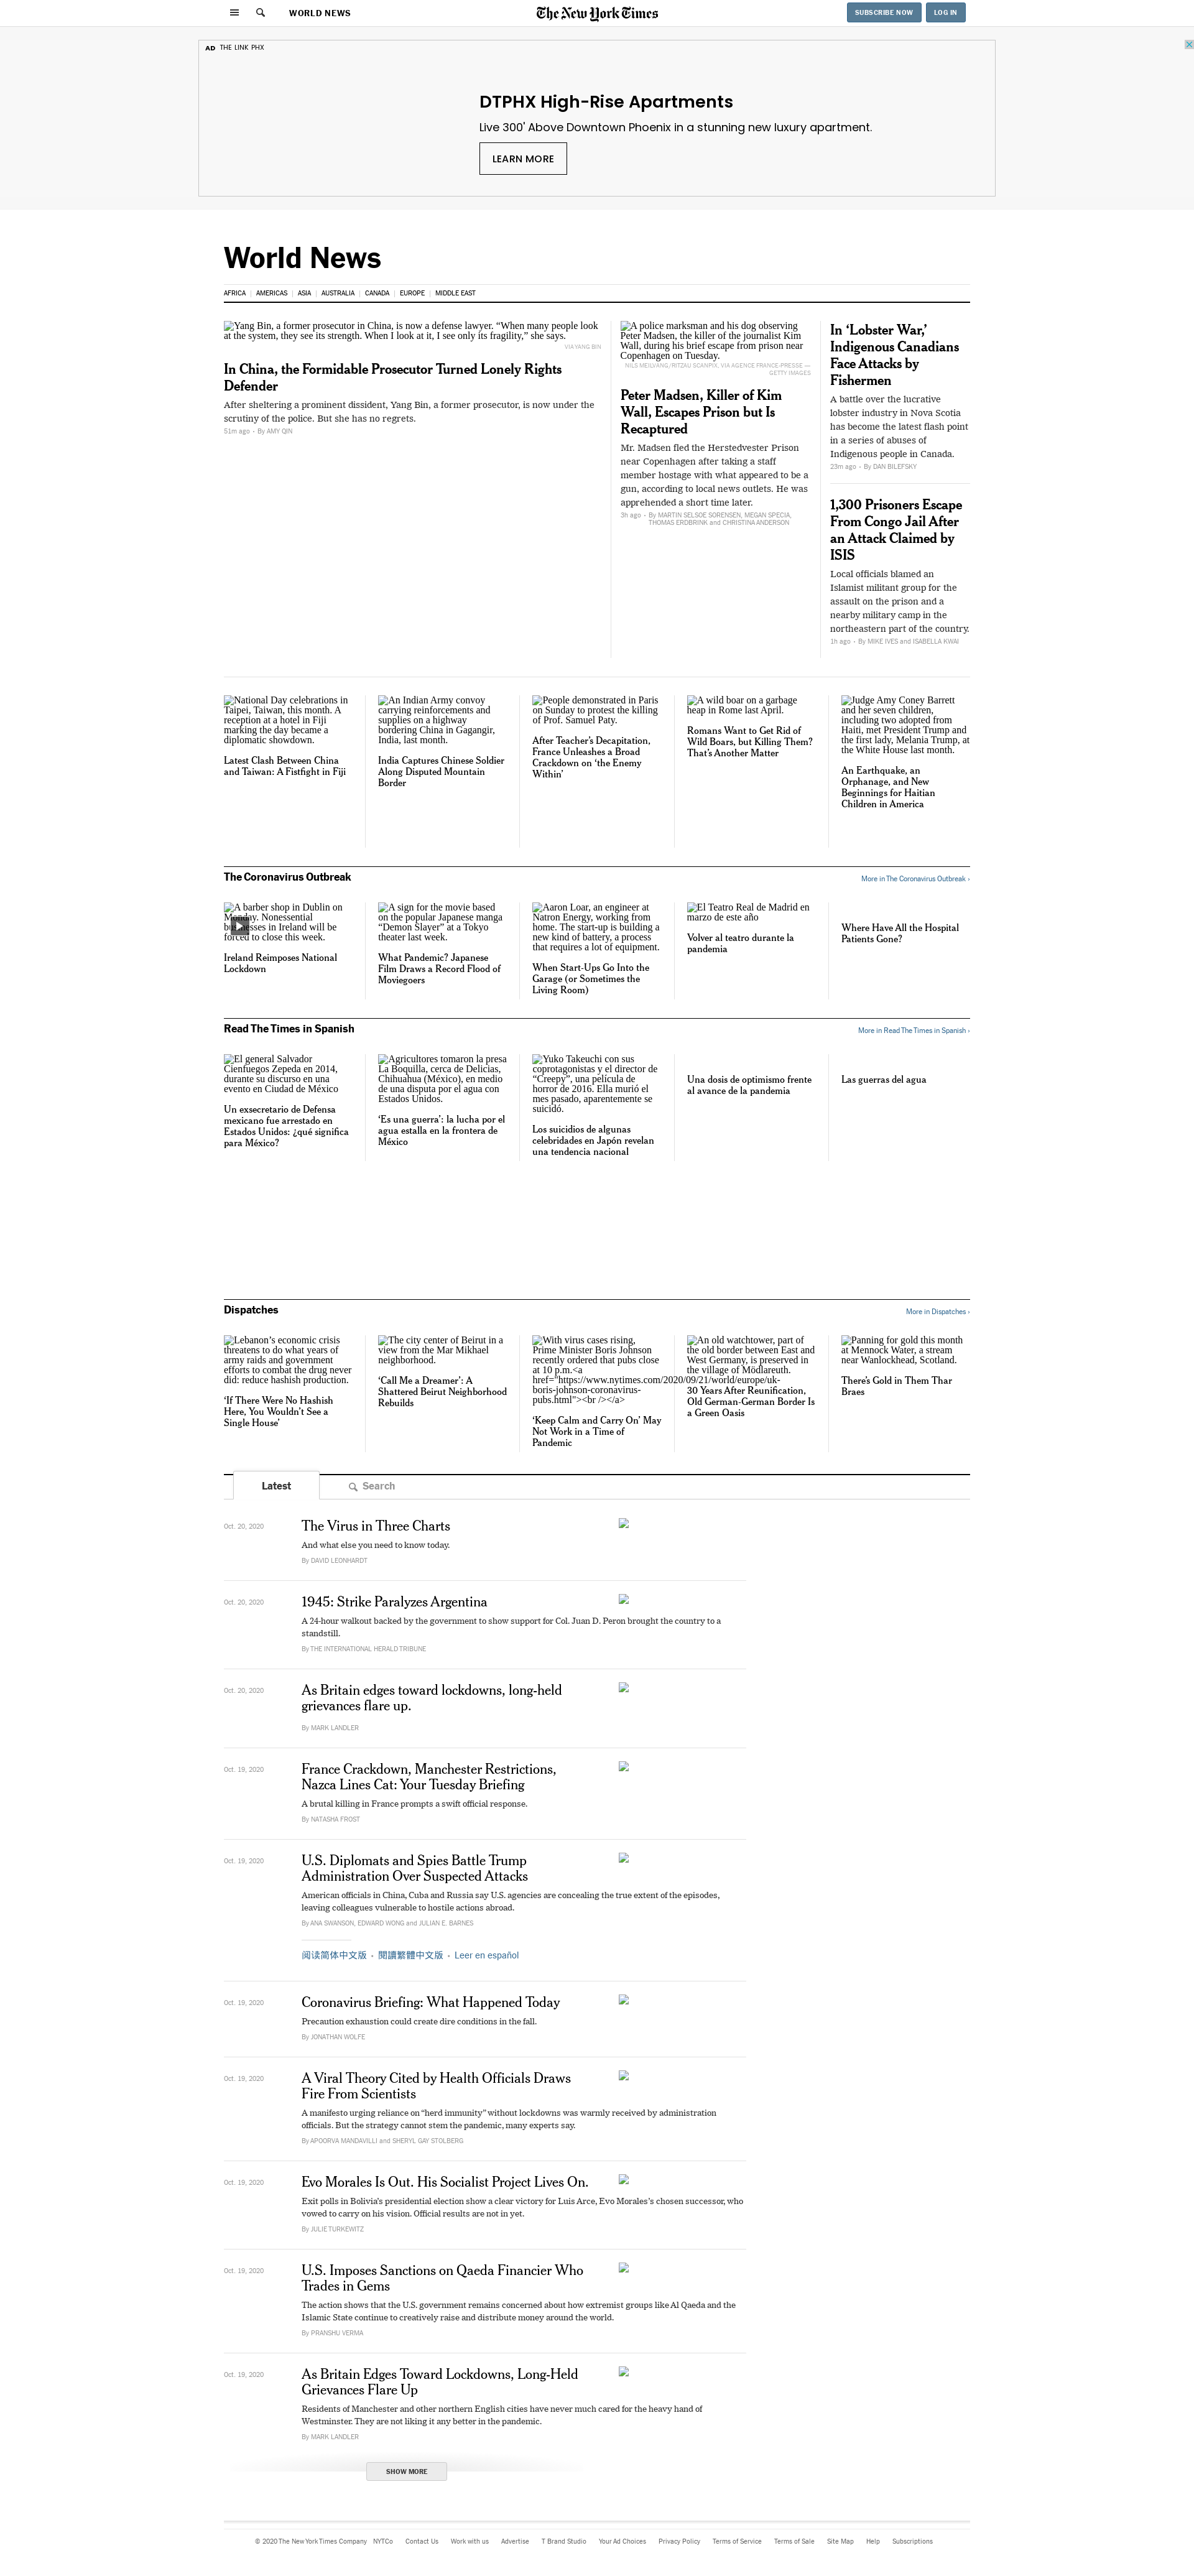 WORLD NEWS
The New York Times
SUBSCRIBE NOW
LOG IN
AD THE LINK PHX
DTPHX High-Rise Apartments
Live 300' Above Downtown Phoenix in a stunning new luxury apartment.
LEARN MORE
World News
AFRICA AMERICAS ASIA AUSTRALIA CANADA EUROPE MIDDLE EAST
Yang Bin, a former prosecutor in China, is now a defense lawyer. “When many people look
at the system, they see its strength. When I look at it, I see only its fragility,” she says.
VIA YANG BIN
In China, the Formidable Prosecutor Turned Lonely Rights
Defender
After sheltering a prominent dissident, Yang Bin, a former prosecutor, is now under the
scrutiny of the police. But she has no regrets.
51m ago • By AMY QIN
A police marksman and his dog observing
Peter Madsen, the killer of the journalist Kim
Wall, during his brief escape from prison near
Copenhagen on Tuesday.
NILS MEILVANG/RITZAU SCANPIX, VIA AGENCE FRANCE-PRESSE —
GETTY IMAGES
Peter Madsen, Killer of Kim
Wall, Escapes Prison but Is
Recaptured
Mr. Madsen fled the Herstedvester Prison
near Copenhagen after taking a staff
member hostage with what appeared to be a
gun, according to local news outlets. He was
apprehended a short time later.
3h ago • By MARTIN SELSOE SORENSEN, MEGAN SPECIA,
THOMAS ERDBRINK and CHRISTINA ANDERSON
In ‘Lobster War,’
Indigenous Canadians
Face Attacks by
Fishermen
A battle over the lucrative
lobster industry in Nova Scotia
has become the latest flash point
in a series of abuses of
Indigenous people in Canada.
23m ago • By DAN BILEFSKY
1,300 Prisoners Escape
From Congo Jail After
an Attack Claimed by
ISIS
Local officials blamed an
Islamist militant group for the
assault on the prison and a
nearby military camp in the
northeastern part of the country.
1h ago • By MIKE IVES and ISABELLA KWAI
National Day celebrations in
Taipei, Taiwan, this month. A
reception at a hotel in Fiji
marking the day became a
diplomatic showdown.
Latest Clash Between China
and Taiwan: A Fistfight in Fiji
An Indian Army convoy
carrying reinforcements and
supplies on a highway
bordering China in Gagangir,
India, last month.
India Captures Chinese Soldier
Along Disputed Mountain
Border
People demonstrated in Paris
on Sunday to protest the killing
of Prof. Samuel Paty.
After Teacher’s Decapitation,
France Unleashes a Broad
Crackdown on ‘the Enemy
Within’
A wild boar on a garbage
heap in Rome last April.
Romans Want to Get Rid of
Wild Boars, but Killing Them?
That’s Another Matter
Judge Amy Coney Barrett
and her seven children,
including two adopted from
Haiti, met President Trump and
the first lady, Melania Trump, at
the White House last month.
An Earthquake, an
Orphanage, and New
Beginnings for Haitian
Children in America
The Coronavirus Outbreak
More in The Coronavirus Outbreak ›
A barber shop in Dublin on
Monday. Nonessential
businesses in Ireland will be
forced to close this week.
Ireland Reimposes National
Lockdown
A sign for the movie based
on the popular Japanese manga
“Demon Slayer” at a Tokyo
theater last week.
What Pandemic? Japanese
Film Draws a Record Flood of
Moviegoers
Aaron Loar, an engineer at
Natron Energy, working from
home. The start-up is building a
new kind of battery, a process
that requires a lot of equipment.
When Start-Ups Go Into the
Garage (or Sometimes the
Living Room)
El Teatro Real de Madrid en
marzo de este año
Volver al teatro durante la
pandemia
Where Have All the Hospital
Patients Gone?
Read The Times in Spanish
More in Read The Times in Spanish ›
El general Salvador
Cienfuegos Zepeda en 2014,
durante su discurso en una
evento en Ciudad de México
Un exsecretario de Defensa
mexicano fue arrestado en
Estados Unidos: ¿qué significa
para México?
Agricultores tomaron la presa
La Boquilla, cerca de Delicias,
Chihuahua (México), en medio
de una disputa por el agua con
Estados Unidos.
‘Es una guerra’: la lucha por el
agua estalla en la frontera de
México
Yuko Takeuchi con sus
coprotagonistas y el director de
“Creepy”, una película de
horror de 2016. Ella murió el
mes pasado, aparentemente se
suicidó.
Los suicidios de algunas
celebridades en Japón revelan
una tendencia nacional
Una dosis de optimismo frente
al avance de la pandemia
Las guerras del agua
Dispatches
More in Dispatches ›
Lebanon’s economic crisis
threatens to do what years of
army raids and government
efforts to combat the drug never
did: reduce hashish production.
‘If There Were No Hashish
Here, You Wouldn’t See a
Single House’
The city center of Beirut in a
view from the Mar Mikhael
neighborhood.
‘Call Me a Dreamer’: A
Shattered Beirut Neighborhood
Rebuilds
With virus cases rising,
Prime Minister Boris Johnson
recently ordered that pubs close
at 10 p.m.<a
href="https://www.nytimes.com/2020/09/21/world/europe/uk-
boris-johnson-coronavirus-
pubs.html"><br /></a>
‘Keep Calm and Carry On’ May
Not Work in a Time of
Pandemic
An old watchtower, part of
the old border between East and
West Germany, is preserved in
the village of Mödlareuth.
30 Years After Reunification,
Old German-German Border Is
a Green Oasis
Panning for gold this month
at Mennock Water, a stream
near Wanlockhead, Scotland.
There’s Gold in Them Thar
Braes
Latest
Search
Oct. 20, 2020
The Virus in Three Charts
And what else you need to know today.
By DAVID LEONHARDT
Oct. 20, 2020
1945: Strike Paralyzes Argentina
A 24-hour walkout backed by the government to show support for Col. Juan D. Peron brought the country to a
standstill.
By THE INTERNATIONAL HERALD TRIBUNE
Oct. 20, 2020
As Britain edges toward lockdowns, long-held
grievances flare up.
By MARK LANDLER
Oct. 19, 2020
France Crackdown, Manchester Restrictions,
Nazca Lines Cat: Your Tuesday Briefing
A brutal killing in France prompts a swift official response.
By NATASHA FROST
Oct. 19, 2020
U.S. Diplomats and Spies Battle Trump
Administration Over Suspected Attacks
American officials in China, Cuba and Russia say U.S. agencies are concealing the true extent of the episodes,
leaving colleagues vulnerable to hostile actions abroad.
By ANA SWANSON, EDWARD WONG and JULIAN E. BARNES
阅读简体中文版 • 閱讀繁體中文版 • Leer en español
Oct. 19, 2020
Coronavirus Briefing: What Happened Today
Precaution exhaustion could create dire conditions in the fall.
By JONATHAN WOLFE
Oct. 19, 2020
A Viral Theory Cited by Health Officials Draws
Fire From Scientists
A manifesto urging reliance on “herd immunity” without lockdowns was warmly received by administration
officials. But the strategy cannot stem the pandemic, many experts say.
By APOORVA MANDAVILLI and SHERYL GAY STOLBERG
Oct. 19, 2020
Evo Morales Is Out. His Socialist Project Lives On.
Exit polls in Bolivia’s presidential election show a clear victory for Luis Arce, Evo Morales’s chosen successor, who
vowed to carry on his vision. Official results are not in yet.
By JULIE TURKEWITZ
Oct. 19, 2020
U.S. Imposes Sanctions on Qaeda Financier Who
Trades in Gems
The action shows that the U.S. government remains concerned about how extremist groups like Al Qaeda and the
Islamic State continue to creatively raise and distribute money around the world.
By PRANSHU VERMA
Oct. 19, 2020
As Britain Edges Toward Lockdowns, Long-Held
Grievances Flare Up
Residents of Manchester and other northern English cities have never much cared for the heavy hand of
Westminster. They are not liking it any better in the pandemic.
By MARK LANDLER
SHOW MORE
© 2020 The New York Times Company NYTCo Contact Us Work with us Advertise T Brand Studio Your Ad Choices Privacy Policy Terms of Service Terms of Sale Site Map Help Subscriptions